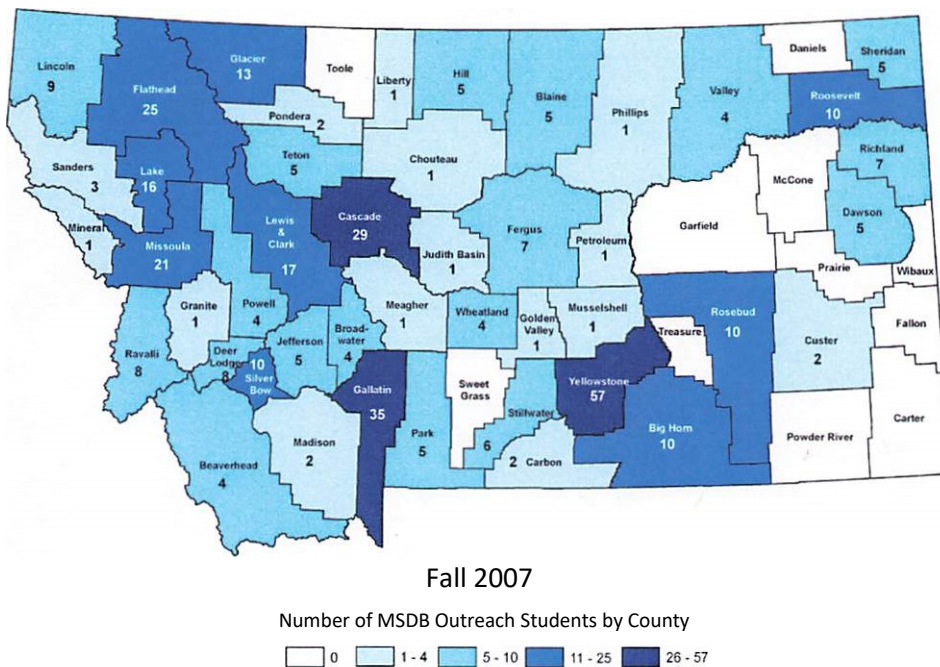 Daniels
Sheridan
5
Glacier
13
Toole
Liberty
1
Hill
5
Blaine
5
Phillips
1
Valley
4
Roosevelt
10
Lincoln
9
Flathead
25
Pondera
2
Richland
7
Teton
5
Chouteau
1
McCone
Sanders
3
Lake
16
Dawson
5
Cascade
29
Lewis
&
Clark
17
Fergus
7
Petroleum
1
Garfield
Mineral
1
Missoula
21
Judith Basin
1
Prairie
Wibaux
Granite
1
Powell
4
Meagher
1
Wheatland
4
Golden
Valley
1
Musselshell
1
Rosebud
10
Treasure
Custer
2
Fallon
Ravalli
8
Deer
Lodge
8
10
Silver
Bow
Jefferson
5
Broad-
water
4
Gallatin
35
Sweet
Grass
Stillwater
6
Yellowstone
57
Park
5
Big Horn
10
Powder River
Carter
Madison
2
2 Carbon
Beaverhead
4
Fall 2007
Number of MSDB Outreach Students by County
0 1 - 4 5 - 10 11 - 25 26 - 57